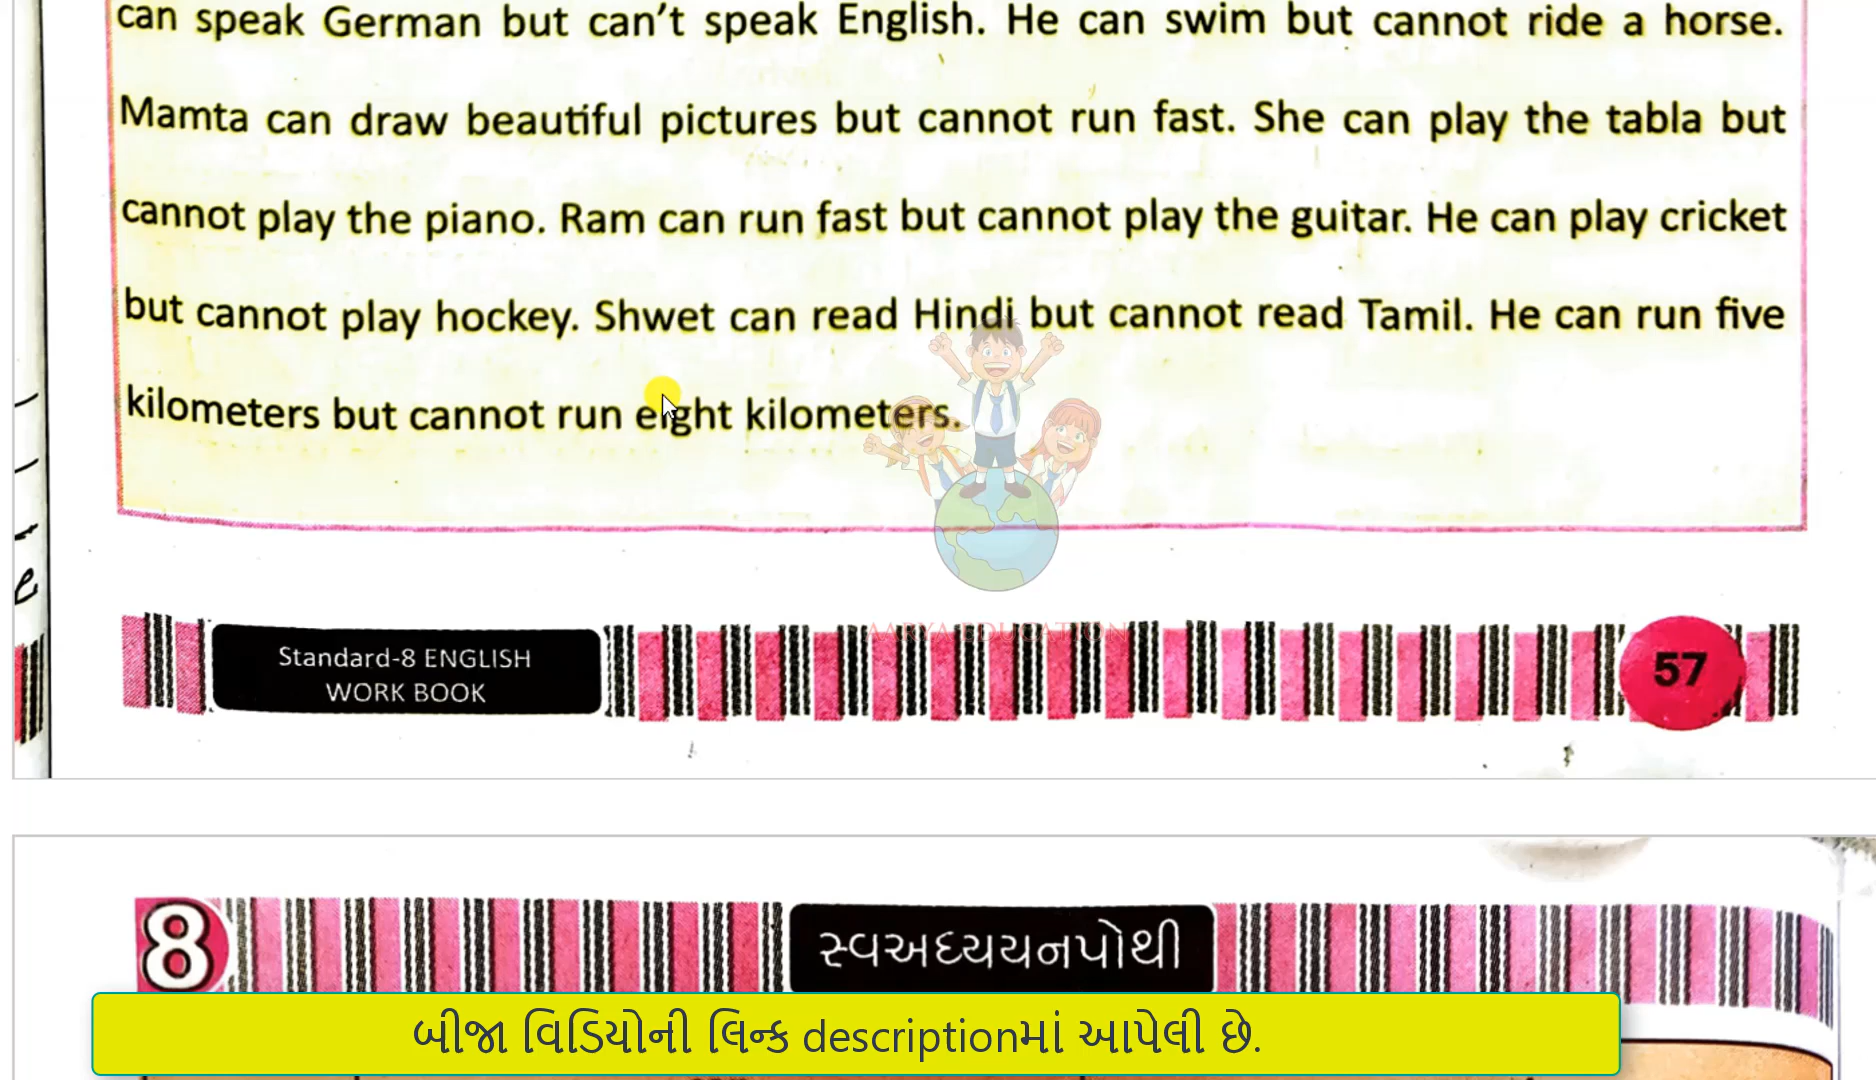 can speak German but can't speak English. He can swim but cannot ride a horse.
Mamta can draw beautiful pictures but cannot run fast. She can play the tabla but
cannot play the piano. Ram can run fast but cannot play the guitar. He can play cricket
but cannot play hockey. Shwet can read Hindi but cannot read Tamil. He can run five
kilometers but cannot run eight kilometers.
AARYA EDUCATION
Standard-8 ENGLISH
WORK BOOK
57
8
સ્વઅધ્યયનપોથી
બીજા વિડિયોની લિન્ક descriptionમાં આપેલી છે.